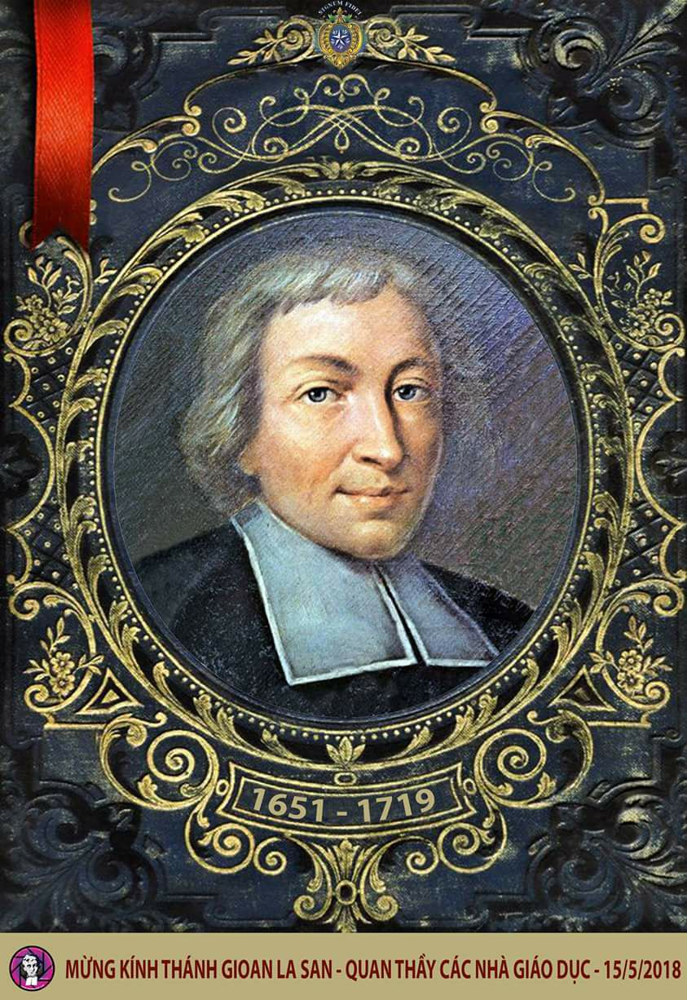 SIGNUM FIDEI
1651 - 1719
MỪNG KÍNH THÁNH GIOAN LA SAN - QUAN THẦY CÁC NHÀ GIÁO DỤC - 15/5/2018